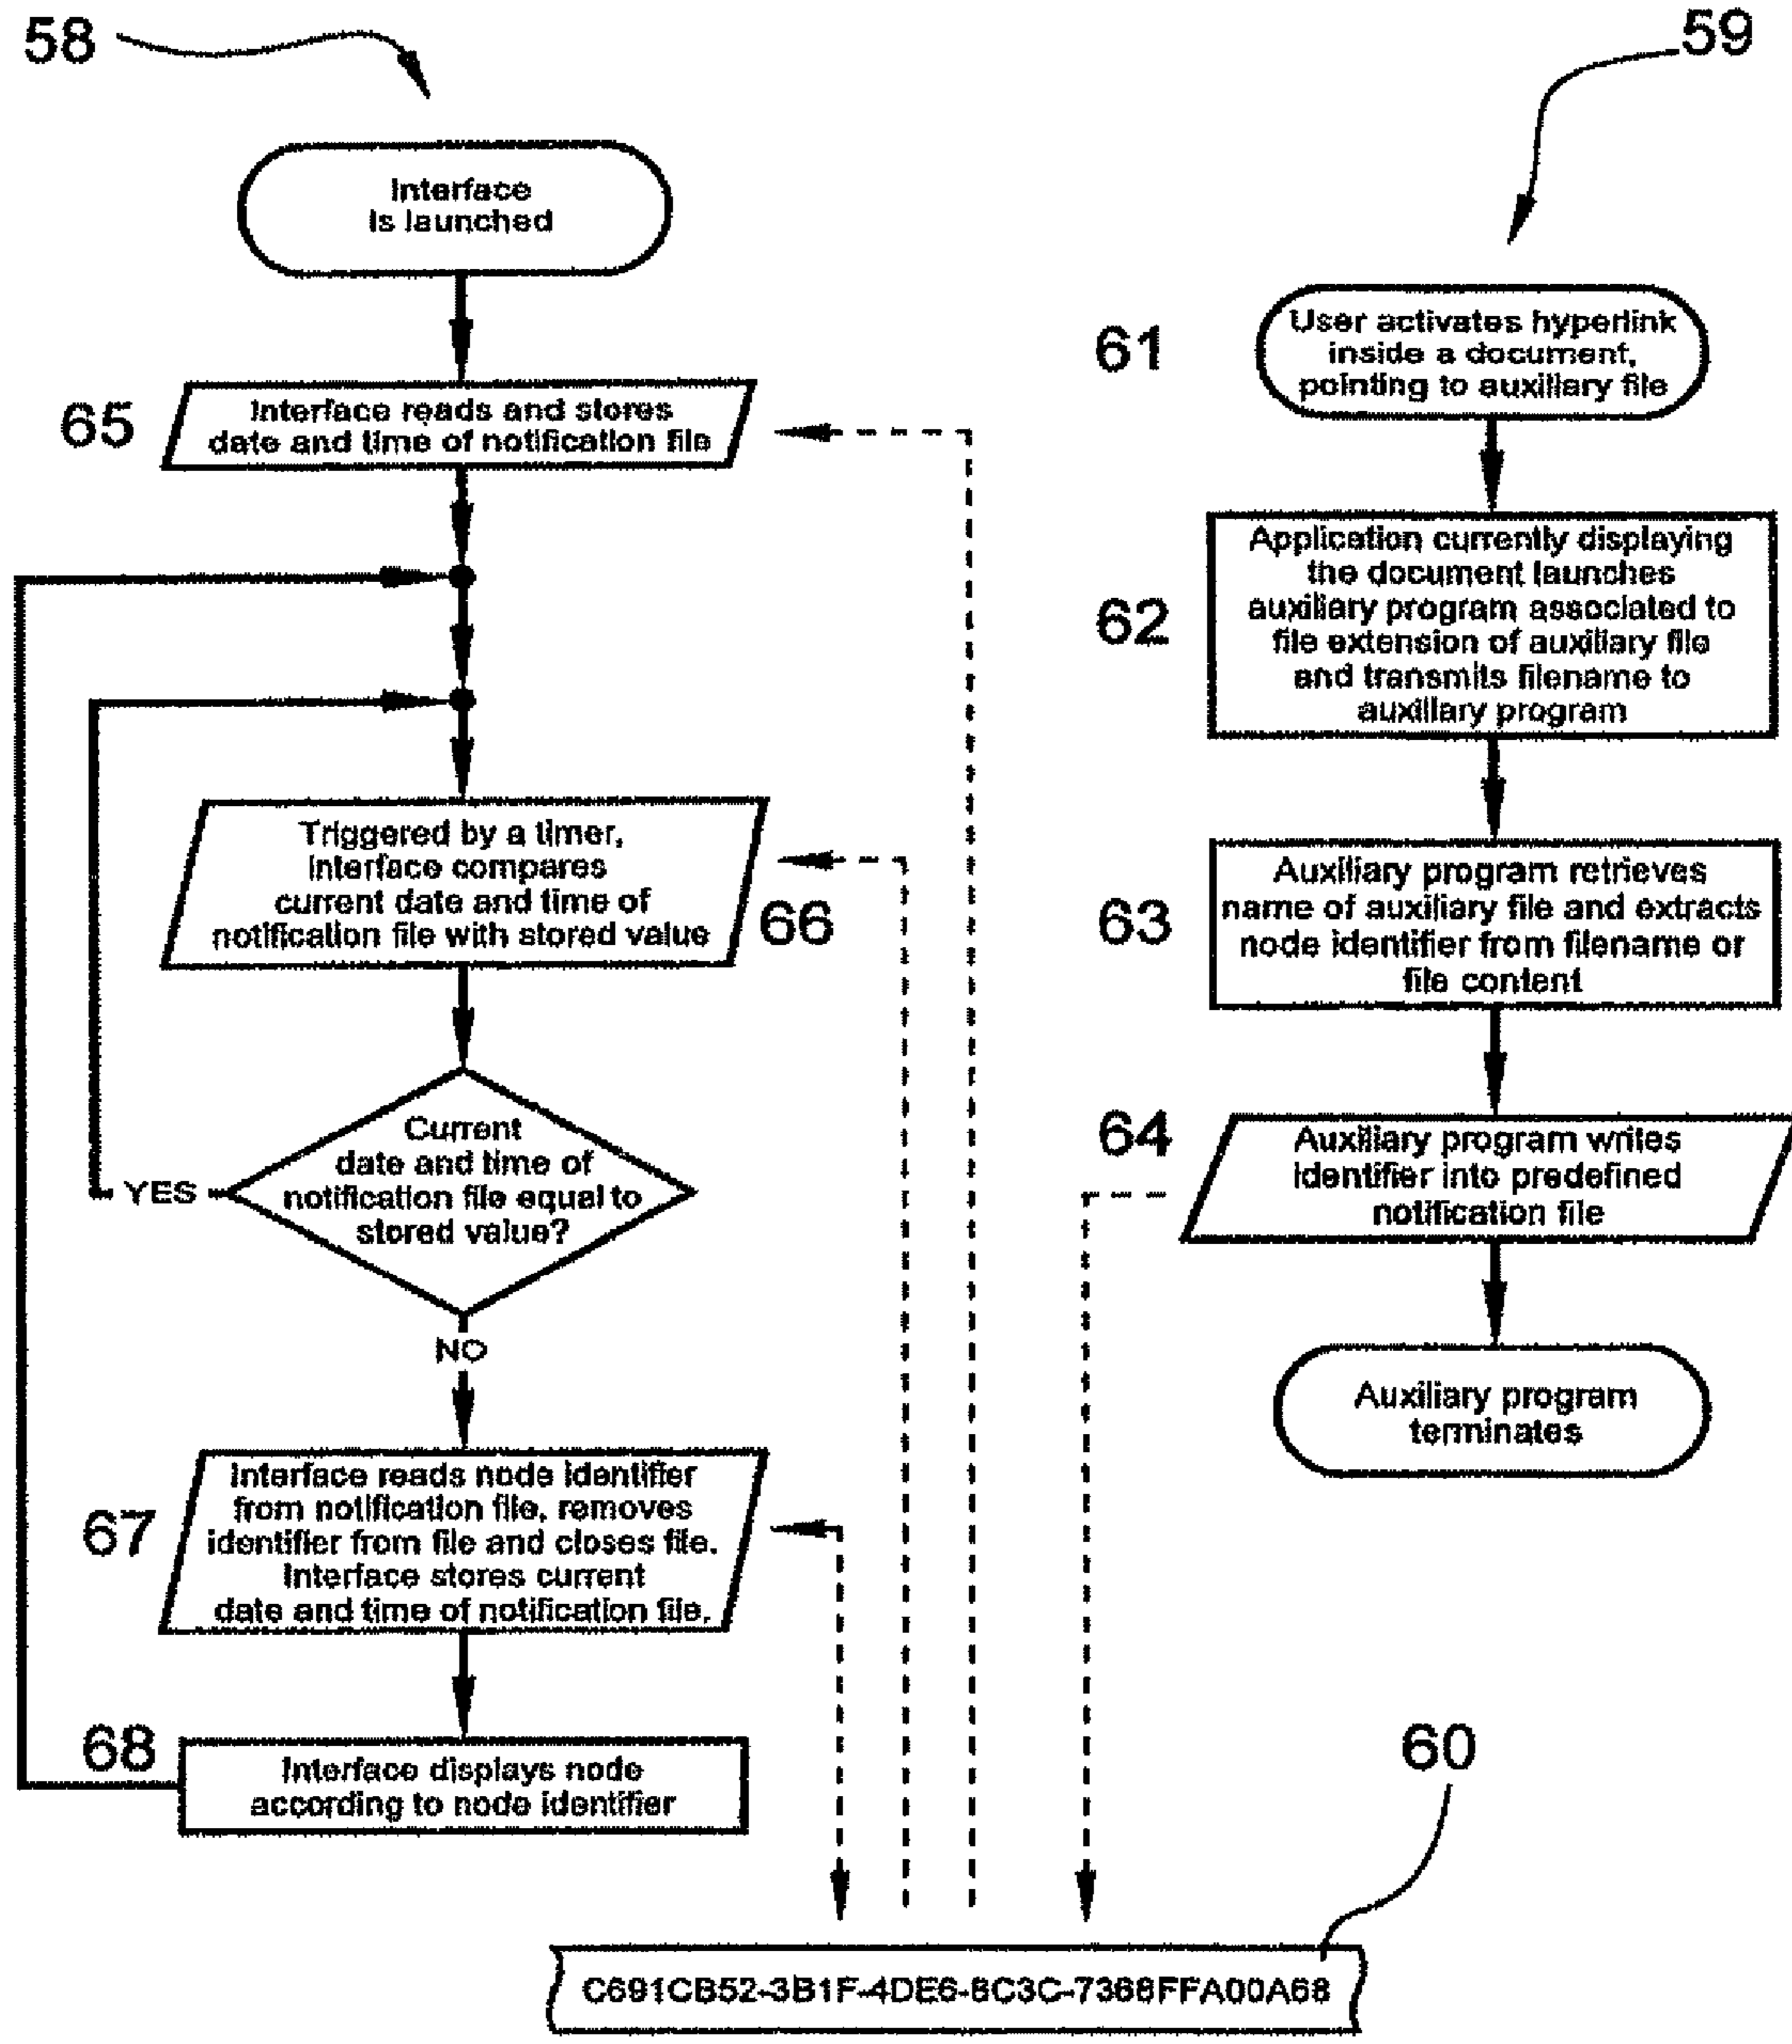 58
Interface
is launched
65
Interface reads and stores
date and time of notification file
Triggered by a timer,
interface compares
current date and time of
notification file with stored value
66
Current
date and time of
notification file equal to
stored value?
YES
NO
67
Interface reads node identifier
from notification file, removes
identifier from file and closes file.
Interface stores current
date and time of notification file.
68
Interface displays node
according to node identifier
59
61
User activates hyperlink
inside a document,
pointing to auxiliary file
62
Application currently displaying
the document launches
auxiliary program associated to
file extension of auxiliary file
and transmits filename to
auxiliary program
63
Auxiliary program retrieves
name of auxiliary file and extracts
node identifier from filename or
file content
64
Auxiliary program writes
identifier into predefined
notification file
Auxiliary program
terminates
60
C691CB52-3B1F-4DE6-8C3C-7368FFA00A68